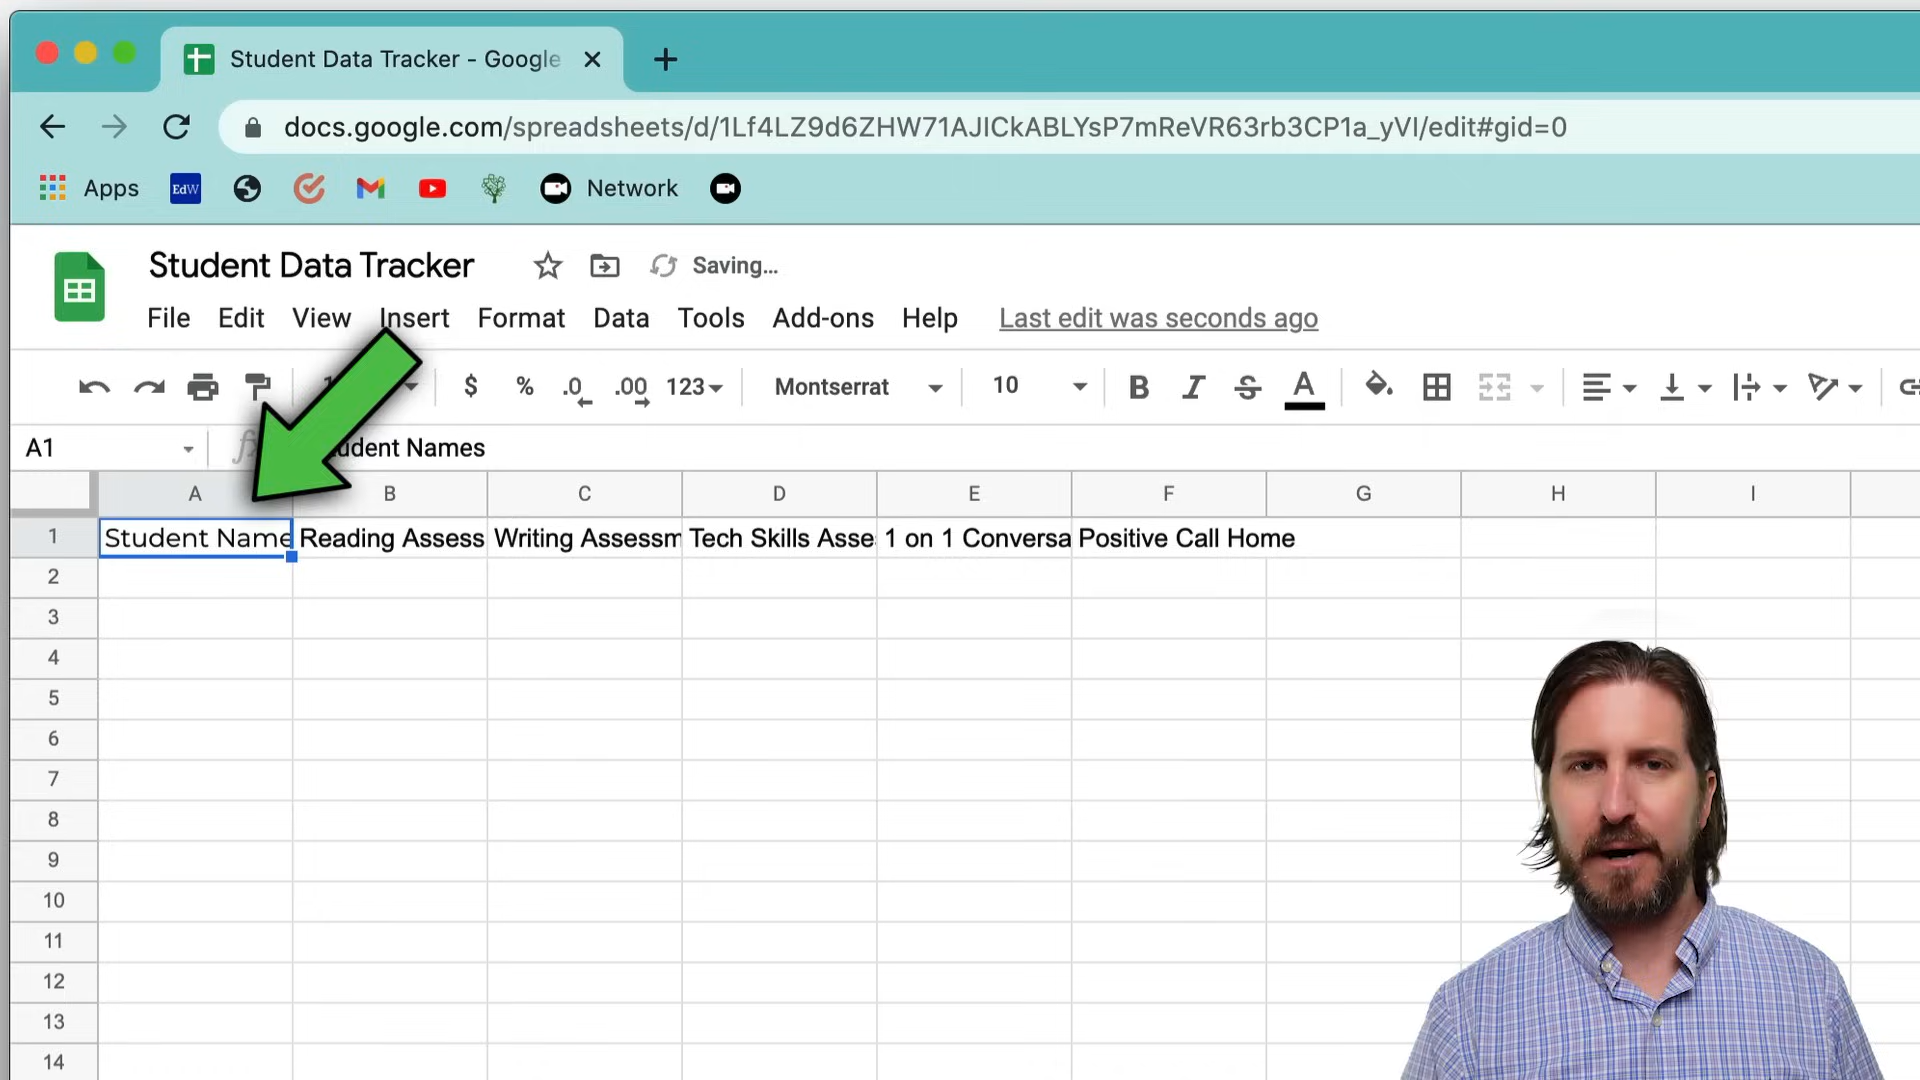 Student Data Tracker - Google
docs.google.com/spreadsheets/d/1Lf4LZ9d6ZHW71AJICkABLYsP7mReVR63rb3CP1a_yVI/edit#gid=0
Apps EdW Network
Student Data Tracker Saving...
File Edit View Insert Format Data Tools Add-ons Help Last edit was seconds ago
$ % .0 .00 123 Montserrat 10 B I S A
A1 Names
A B C D E F G H I
1 Student Name Reading Assess Writing Assessm Tech Skills Asse 1 on 1 Conversa Positive Call Home
2
3
4
5
6
7
8
9
10
11
12
13
14